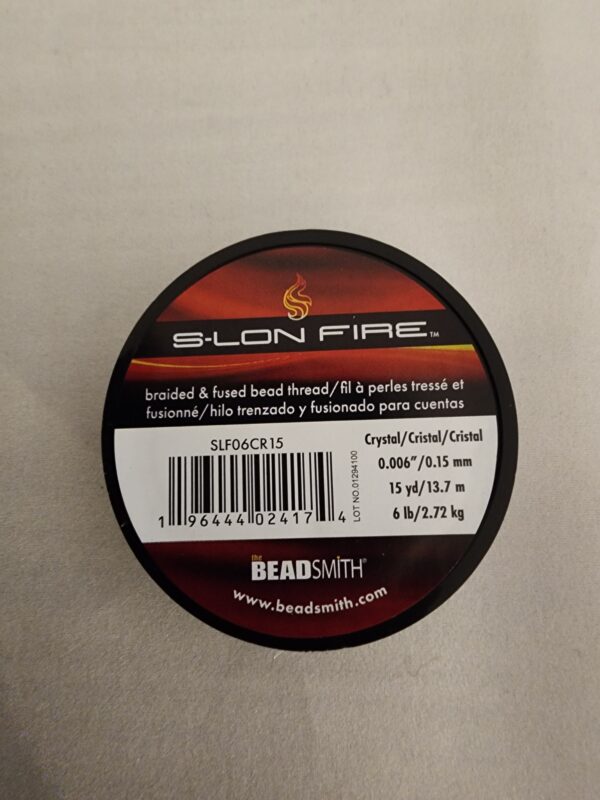 S-LON FIRE™
braided & fused bead thread/fil à perles tressé et
fusionné/hilo trenzado y fusionado para cuentas
SLF06CR15
1 96444 02417 4
LOT NO.01294100
Crystal/Cristal/Cristal
0.006"/0.15 mm
15 yd/13.7 m
6 lb/2.72 kg
the
BEADSMITH®
www.beadsmith.com